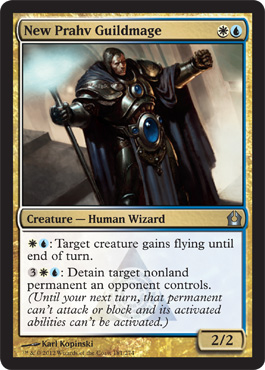 New Prahv Guildmage
Creature — Human Wizard
: Target creature gains flying until
end of turn.
3: Detain target nonland
permanent an opponent controls.
(Until your next turn, that permanent
can't attack or block and its activated
abilities can't be activated.)
Karl Kopinski
2/2